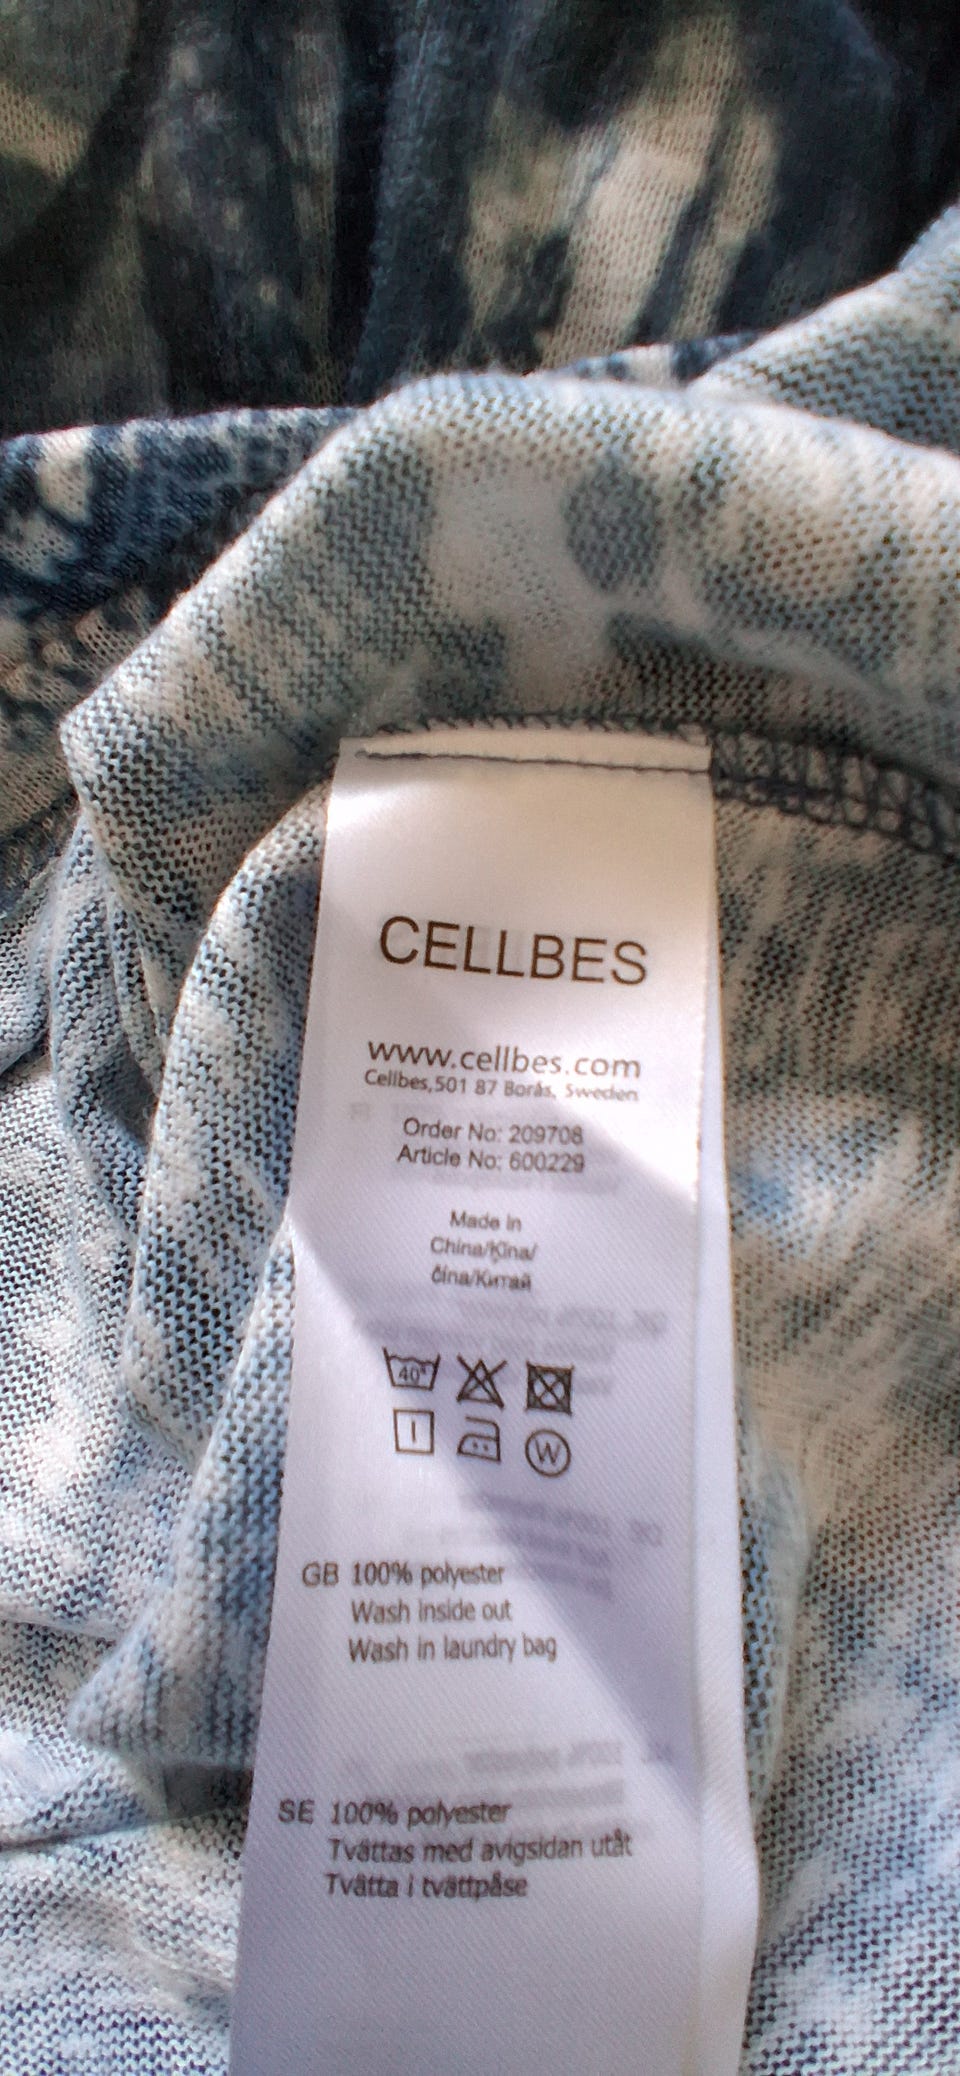 CELLBES
www.cellbes.com
Cellbes,501 87 Borås, Sweden
Order No: 209708
Article No: 600229
Made in
China/Ķīna/
čína/Китай
40°
W
GB 100% polyester
Wash inside out
Wash in laundry bag
SE 100% polyester
Tvättas med avigsidan utåt
Tvätta i tvättpåse